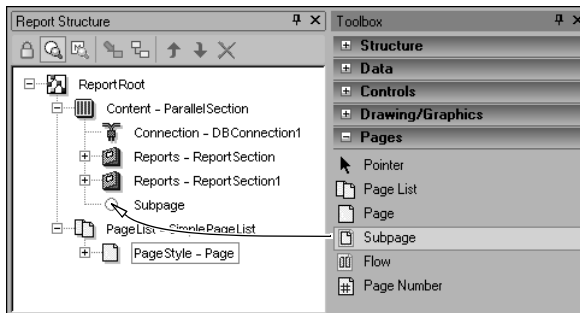 Report Structure
ReportRoot
Content - ParallelSection
Connection - DBConnection1
Reports - ReportSection
Reports - ReportSection1
Subpage
PageList - SimplePageList
PageStyle - Page
Toolbox
Structure
Data
Controls
Drawing/Graphics
Pages
Pointer
Page List
Page
Subpage
Flow
Page Number